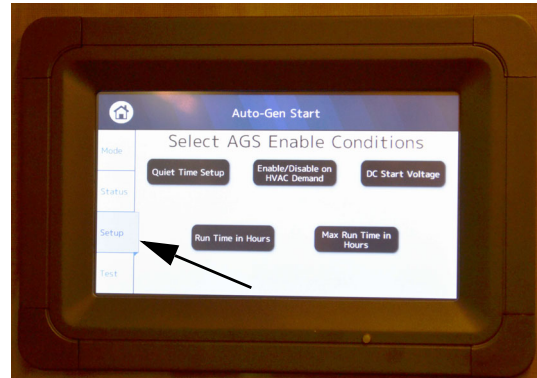 Auto-Gen Start
Select AGS Enable Conditions
Mode
Status
Setup
Test
Quiet Time Setup
Enable/Disable on
HVAC Demand
DC Start Voltage
Run Time in Hours
Max Run Time in
Hours